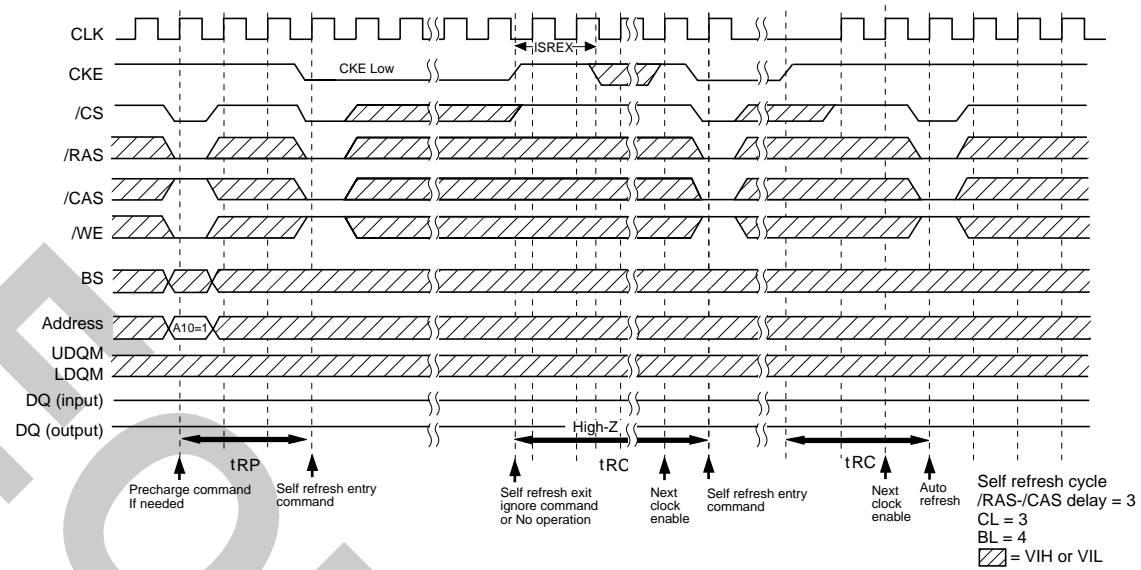 CLK
ISREX
CKE
CKE Low
/CS
/RAS
/CAS
/WE
BS
Address
A10=1
UDQM
LDQM
DQ (input)
DQ (output)
High-Z
tRP
tRC
tRC
Precharge command
If needed
Self refresh entry
command
Self refresh exit
ignore command
or No operation
Next
clock
enable
Self refresh entry
command
Next
clock
enable
Auto
refresh
Self refresh cycle
/RAS-/CAS delay = 3
CL = 3
BL = 4
= VIH or VIL